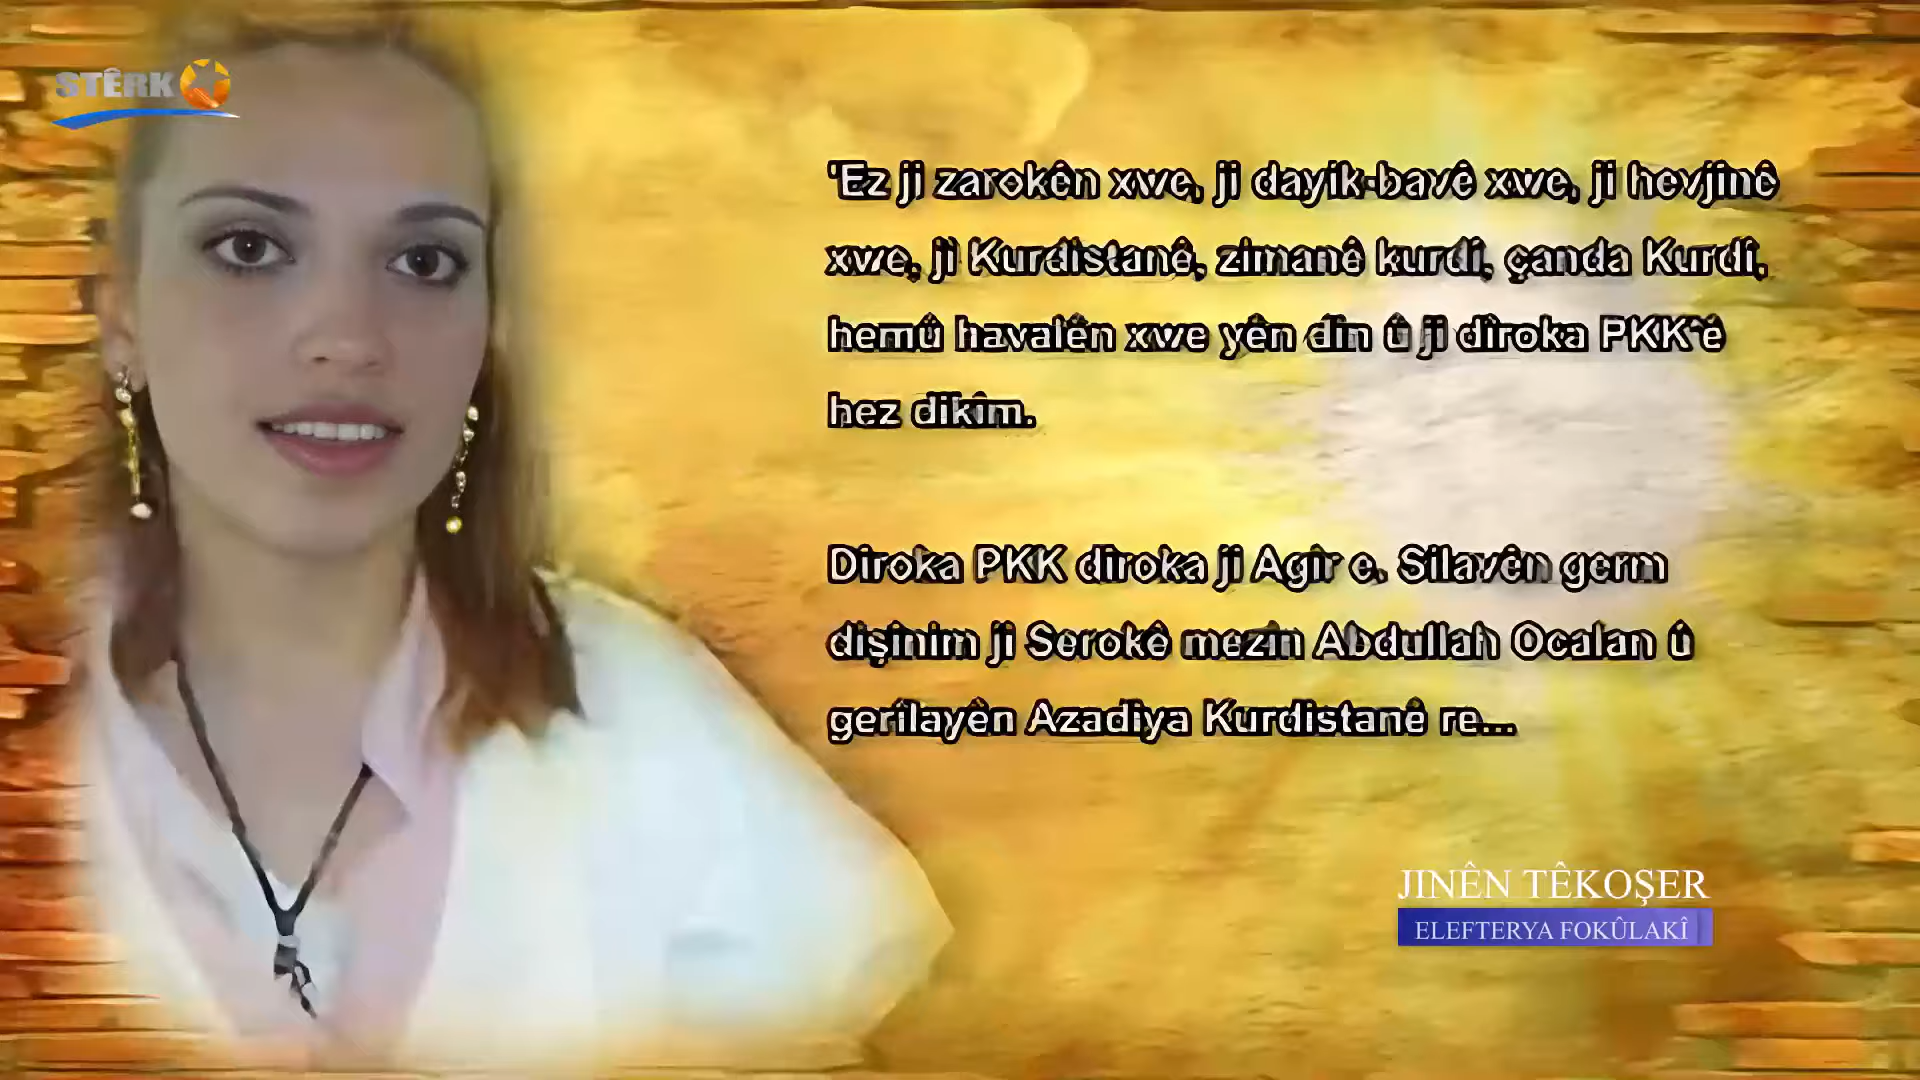 STÊRK
'Ez ji zarokên xwe, ji dayik-bavê xwe, ji hevjinê
xwe, ji Kurdistanê, zimanê kurdî, çanda Kurdî,
hemû havalên xwe yên din û ji dîroka PKK'ê
hez dikim.
Dîroka PKK dîroka ji Agir e. Silavên germ
dişînim ji Serokê mezin Abdullah Ocalan û
gerîlayên Azadîya Kurdistanê re...
JINÊN TÊKOŞER
ELEFTERYA FOKÛLAKÎ